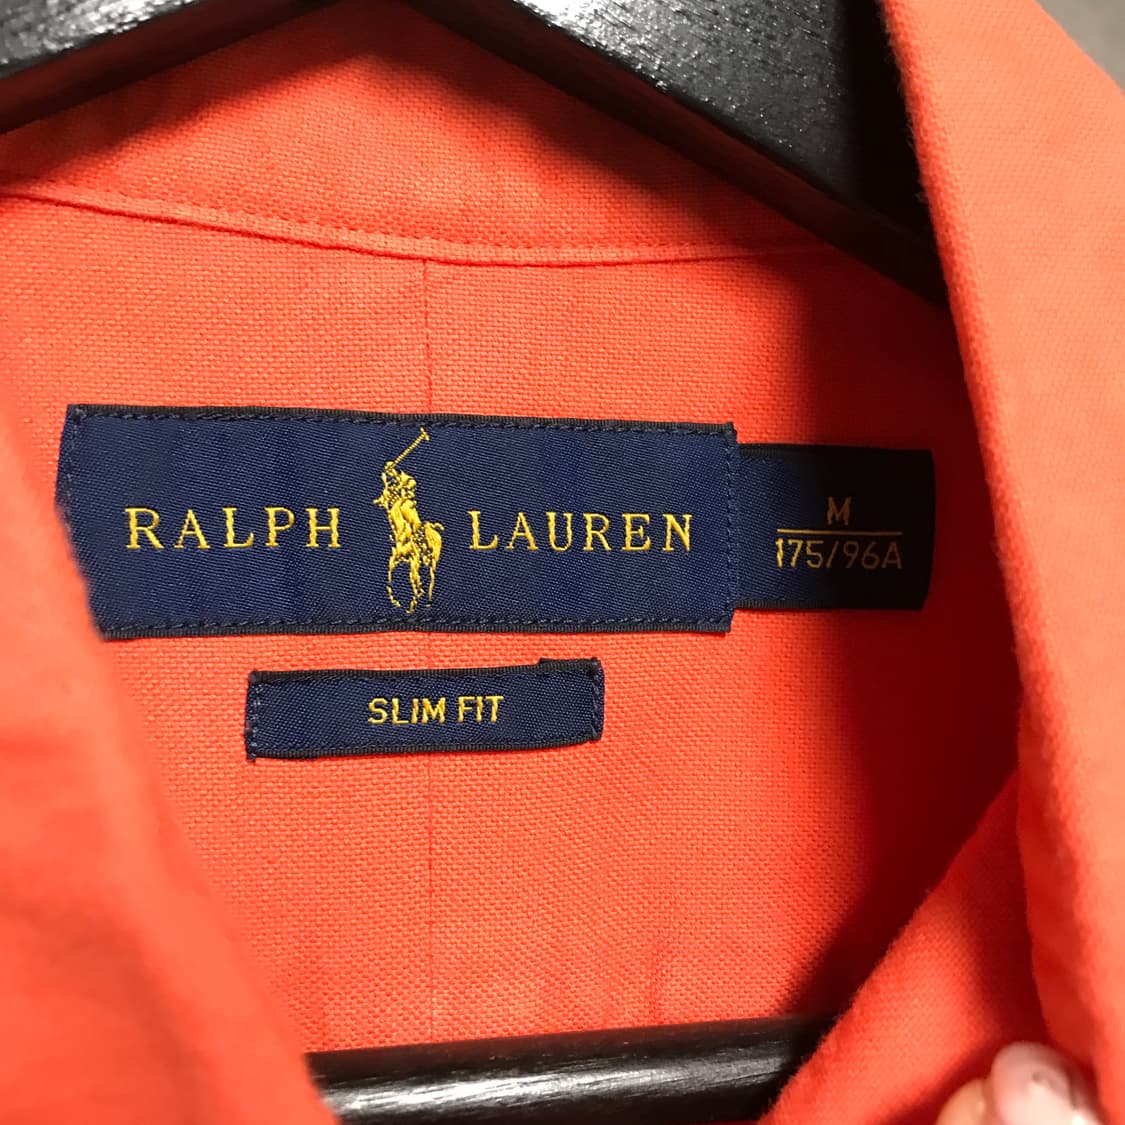 RALPH LAUREN
M
175/96A
SLIM FIT